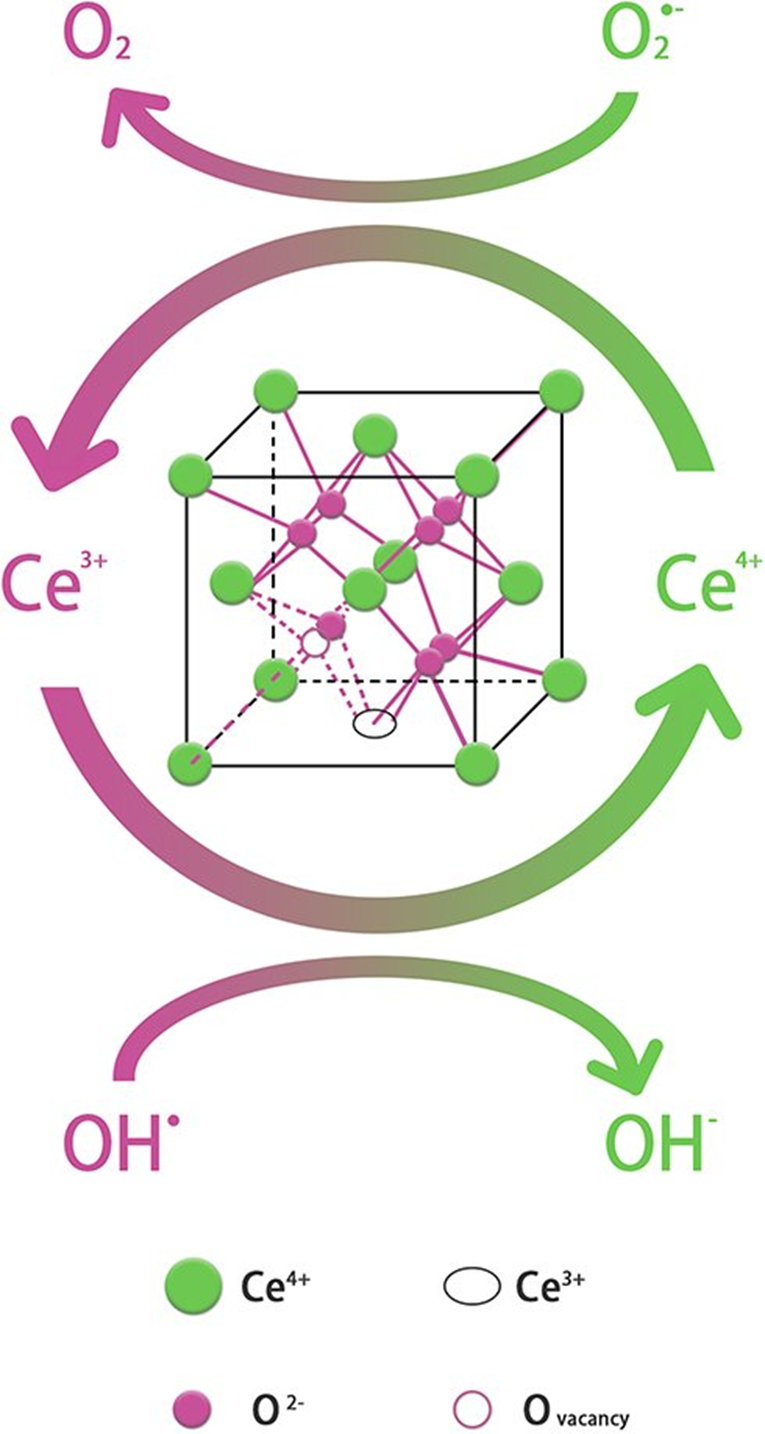 O₂ O₂•-
Ce³⁺ Ce⁴⁺
OH• OH⁻
Ce⁴⁺ Ce³⁺
O²⁻ O vacancy